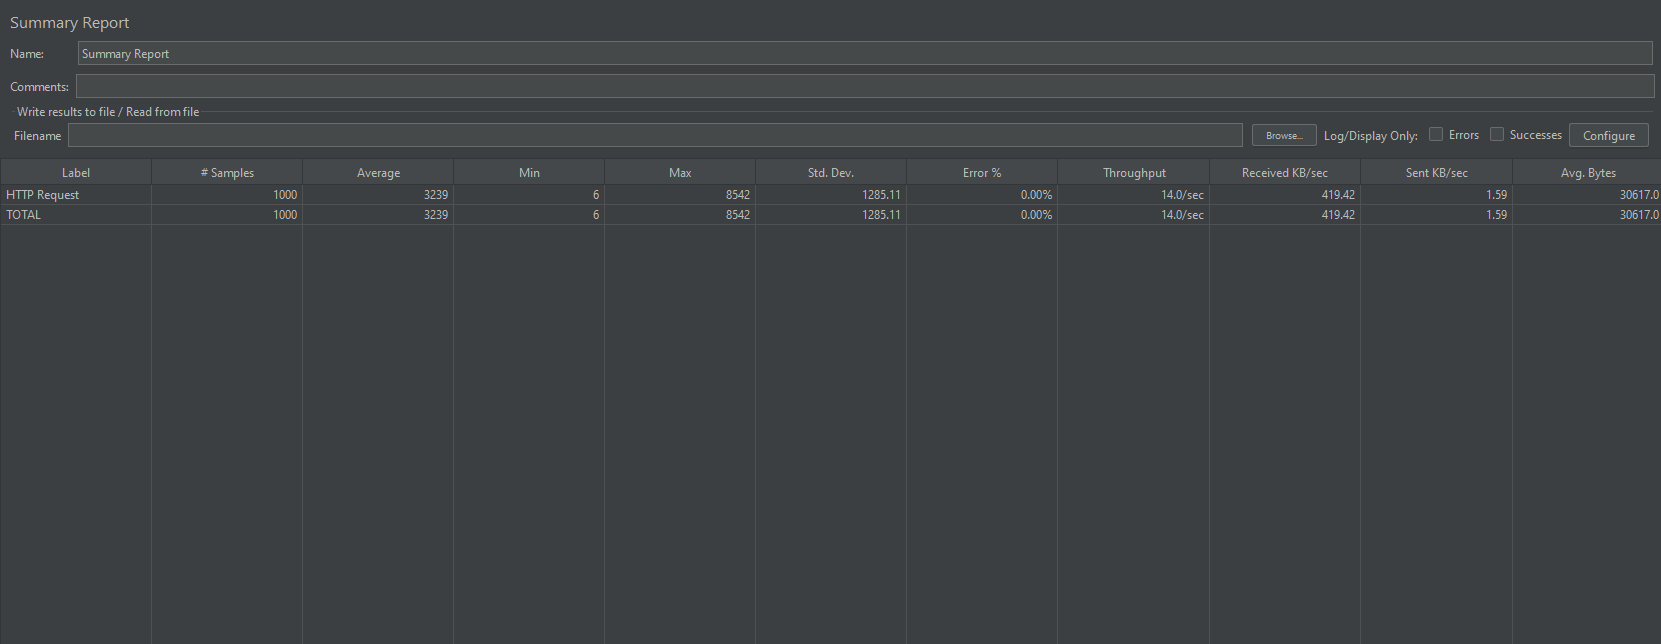 Summary Report
Name: Summary Report
Comments:
Write results to file / Read from file
Filename Browse... Log/Display Only: Errors Successes Configure
Label # Samples Average Min Max Std. Dev. Error % Throughput Received KB/sec Sent KB/sec Avg. Bytes
HTTP Request 1000 3239 6 8542 1285.11 0.00% 14.0/sec 419.42 1.59 30617.0
TOTAL 1000 3239 6 8542 1285.11 0.00% 14.0/sec 419.42 1.59 30617.0